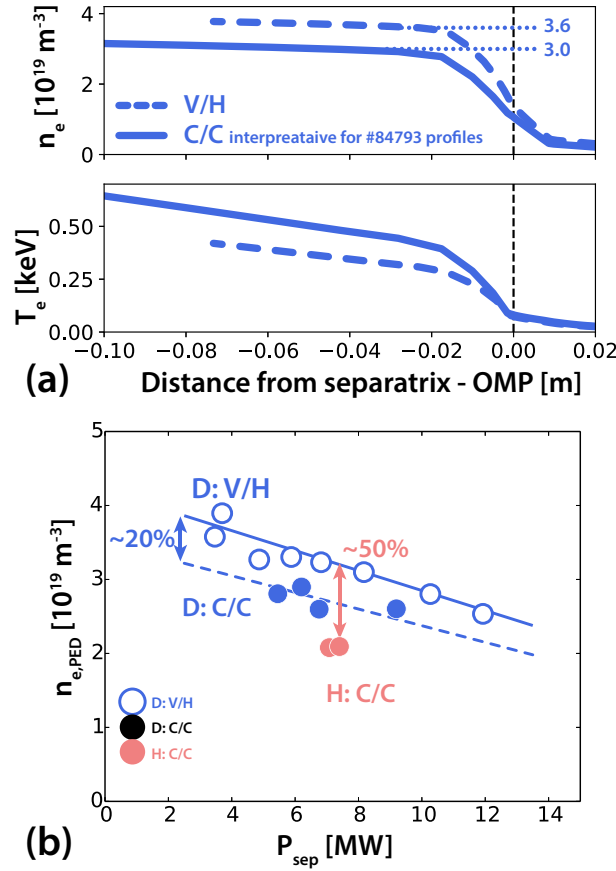 4
2
0
n_e [10^19 m^-3]
3.6
3.0
V/H
C/C interpreataive for #84793 profiles
0.50
0.25
0.00
T_e [keV]
−0.10 −0.08 −0.06 −0.04 −0.02 0.00 0.02
(a) Distance from separatrix - OMP [m]
5
4
3
2
1
0
n_e,PED [10^19 m^-3]
D: V/H
~20%
~50%
D: C/C
H: C/C
D: V/H
D: C/C
H: C/C
0 2 4 6 8 10 12 14
(b) P_sep [MW]